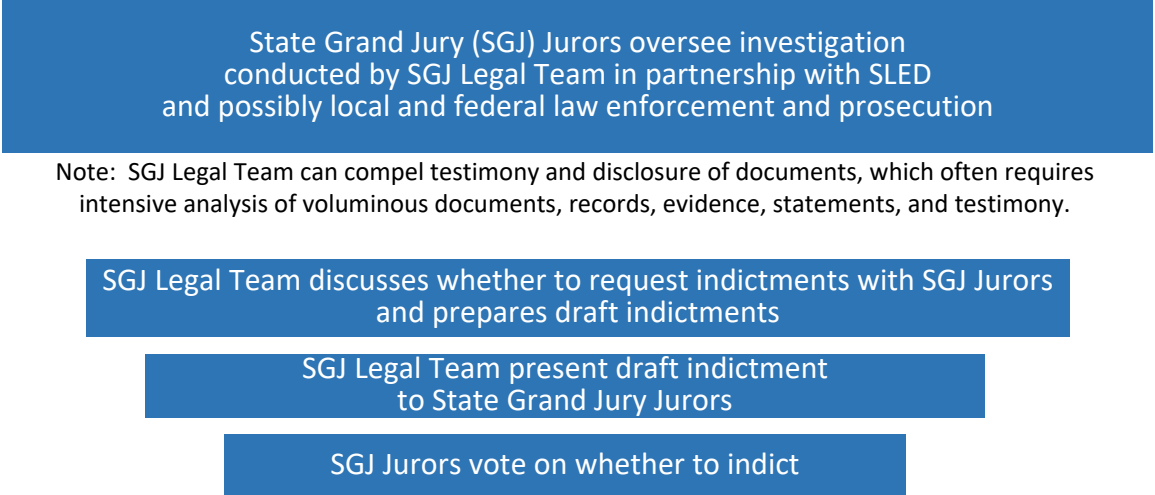 State Grand Jury (SGJ) Jurors oversee investigation
conducted by SGJ Legal Team in partnership with SLED
and possibly local and federal law enforcement and prosecution
Note:  SGJ Legal Team can compel testimony and disclosure of documents, which often requires
intensive analysis of voluminous documents, records, evidence, statements, and testimony.
SGJ Legal Team discusses whether to request indictments with SGJ Jurors
and prepares draft indictments
SGJ Legal Team present draft indictment
to State Grand Jury Jurors
SGJ Jurors vote on whether to indict